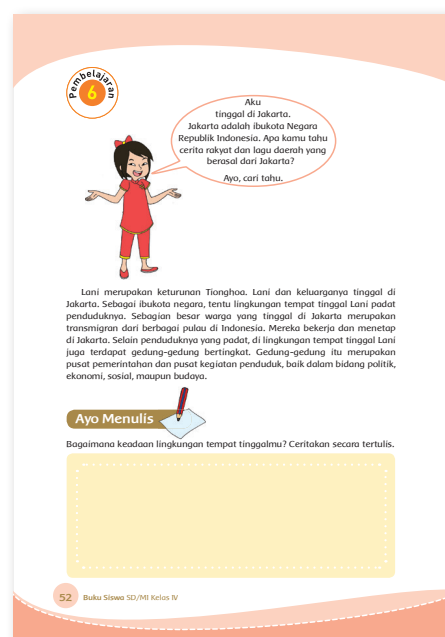 Pembelajaran
6
Aku
tinggal di Jakarta.
Jakarta adalah ibukota Negara
Republik Indonesia. Apa kamu tahu
cerita rakyat dan lagu daerah yang
berasal dari Jakarta?
Ayo, cari tahu.
Lani merupakan keturunan Tionghoa. Lani dan keluarganya tinggal di
Jakarta. Sebagai ibukota negara, tentu lingkungan tempat tinggal Lani padat
penduduknya. Sebagian besar warga yang tinggal di Jakarta merupakan
transmigran dari berbagai pulau di Indonesia. Mereka bekerja dan menetap
di Jakarta. Selain penduduknya yang padat, di lingkungan tempat tinggal Lani
juga terdapat gedung-gedung bertingkat. Gedung-gedung itu merupakan
pusat pemerintahan dan pusat kegiatan penduduk, baik dalam bidang politik,
ekonomi, sosial, maupun budaya.
Ayo Menulis
Bagaimana keadaan lingkungan tempat tinggalmu? Ceritakan secara tertulis.
52 Buku Siswa SD/MI Kelas IV